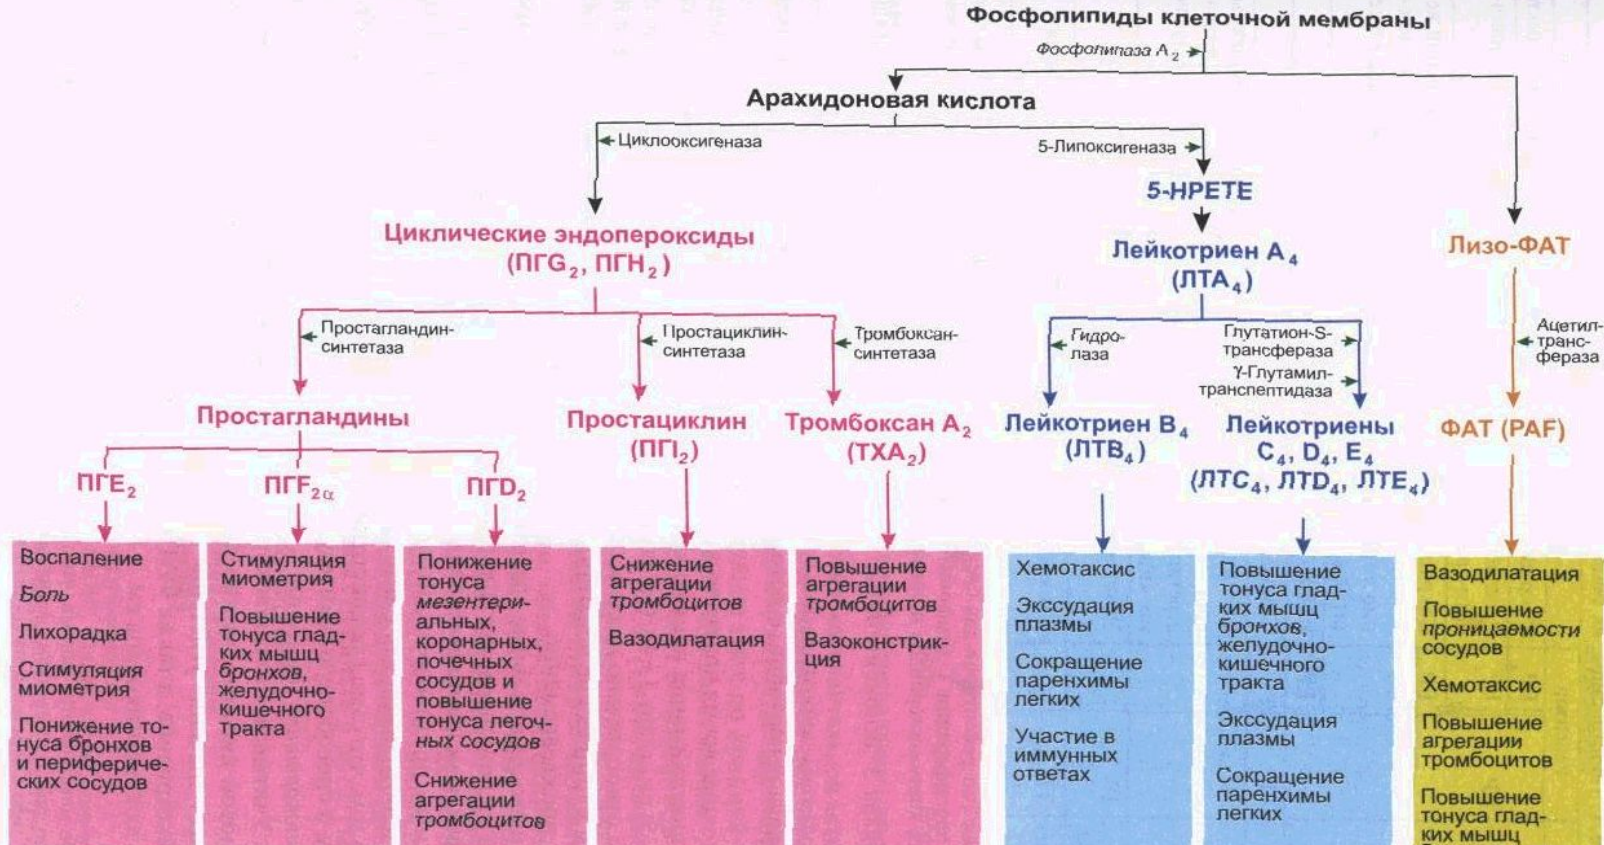 Фосфолипиды клеточной мембраны
Фосфолипаза А2
Арахидоновая кислота
Циклооксигеназа
5-Липоксигеназа
5-HPETE
Циклические эндопероксиды
(ПГG2, ПГН2)
Лейкотриен А4
(ЛТА4)
Лизо-ФАТ
Простагландин-
синтетаза
Простациклин-
синтетаза
Тромбоксан-
синтетаза
Гидро-
лаза
Глутатион-S-
трансфераза
γ-Глутамил-
транспептидаза
Ацетил-
транс-
фераза
Простагландины
Простациклин
(ПГI2)
Тромбоксан А2
(ТХА2)
Лейкотриен В4
(ЛТВ4)
Лейкотриены
С4, D4, E4
(ЛТС4, ЛТD4, ЛТЕ4)
ФАТ (PAF)
ПГЕ2
ПГF2α
ПГD2
Воспаление
Боль
Лихорадка
Стимуляция
миометрия
Понижение то-
нуса бронхов
и перифериче-
ских сосудов
Стимуляция
миометрия
Повышение
тонуса глад-
ких мышц
бронхов,
желудочно-
кишечного
тракта
Понижение
тонуса
мезентери-
альных,
коронарных,
почечных
сосудов и
повышение
тонуса легоч-
ных сосудов
Снижение
агрегации
тромбоцитов
Снижение
агрегации
тромбоцитов
Вазодилатация
Повышение
агрегации
тромбоцитов
Вазоконстрик-
ция
Хемотаксис
Экссудация
плазмы
Сокращение
паренхимы
легких
Участие в
иммунных
ответах
Повышение
тонуса глад-
ких мышц
бронхов,
желудочно-
кишечного
тракта
Экссудация
плазмы
Сокращение
паренхимы
легких
Вазодилатация
Повышение
проницаемости
сосудов
Хемотаксис
Повышение
агрегации
тромбоцитов
Повышение
тонуса глад-
ких мышц